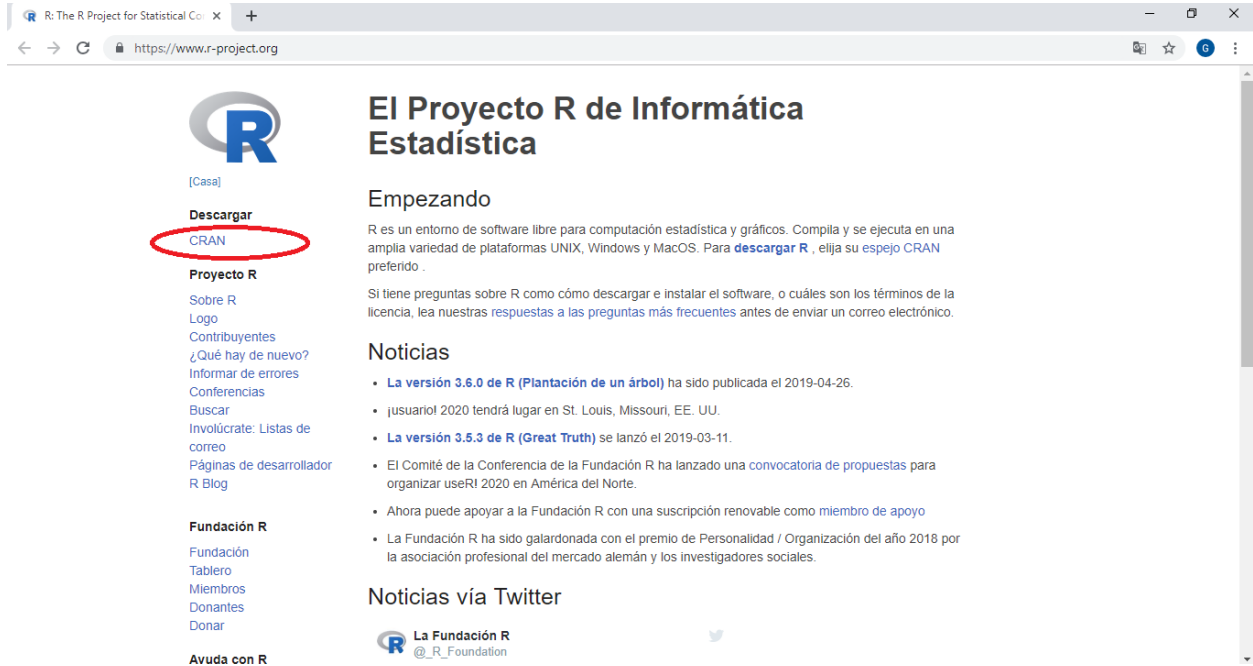 R: The R Project for Statistical Co
https://www.r-project.org
G
R
[Casa]
Descargar
CRAN
Proyecto R
Sobre R
Logo
Contribuyentes
¿Qué hay de nuevo?
Informar de errores
Conferencias
Buscar
Involúcrate: Listas de
correo
Páginas de desarrollador
R Blog
Fundación R
Fundación
Tablero
Miembros
Donantes
Donar
Ayuda con R
El Proyecto R de Informática
Estadística
Empezando
R es un entorno de software libre para computación estadística y gráficos. Compila y se ejecuta en una
amplia variedad de plataformas UNIX, Windows y MacOS. Para descargar R , elija su espejo CRAN
preferido .
Si tiene preguntas sobre R como cómo descargar e instalar el software, o cuáles son los términos de la
licencia, lea nuestras respuestas a las preguntas más frecuentes antes de enviar un correo electrónico.
Noticias
• La versión 3.6.0 de R (Plantación de un árbol) ha sido publicada el 2019-04-26.
• ¡usuario! 2020 tendrá lugar en St. Louis, Missouri, EE. UU.
• La versión 3.5.3 de R (Great Truth) se lanzó el 2019-03-11.
• El Comité de la Conferencia de la Fundación R ha lanzado una convocatoria de propuestas para
organizar useR! 2020 en América del Norte.
• Ahora puede apoyar a la Fundación R con una suscripción renovable como miembro de apoyo
• La Fundación R ha sido galardonada con el premio de Personalidad / Organización del año 2018 por
la asociación profesional del mercado alemán y los investigadores sociales.
Noticias vía Twitter
R
La Fundación R
@_R_Foundation